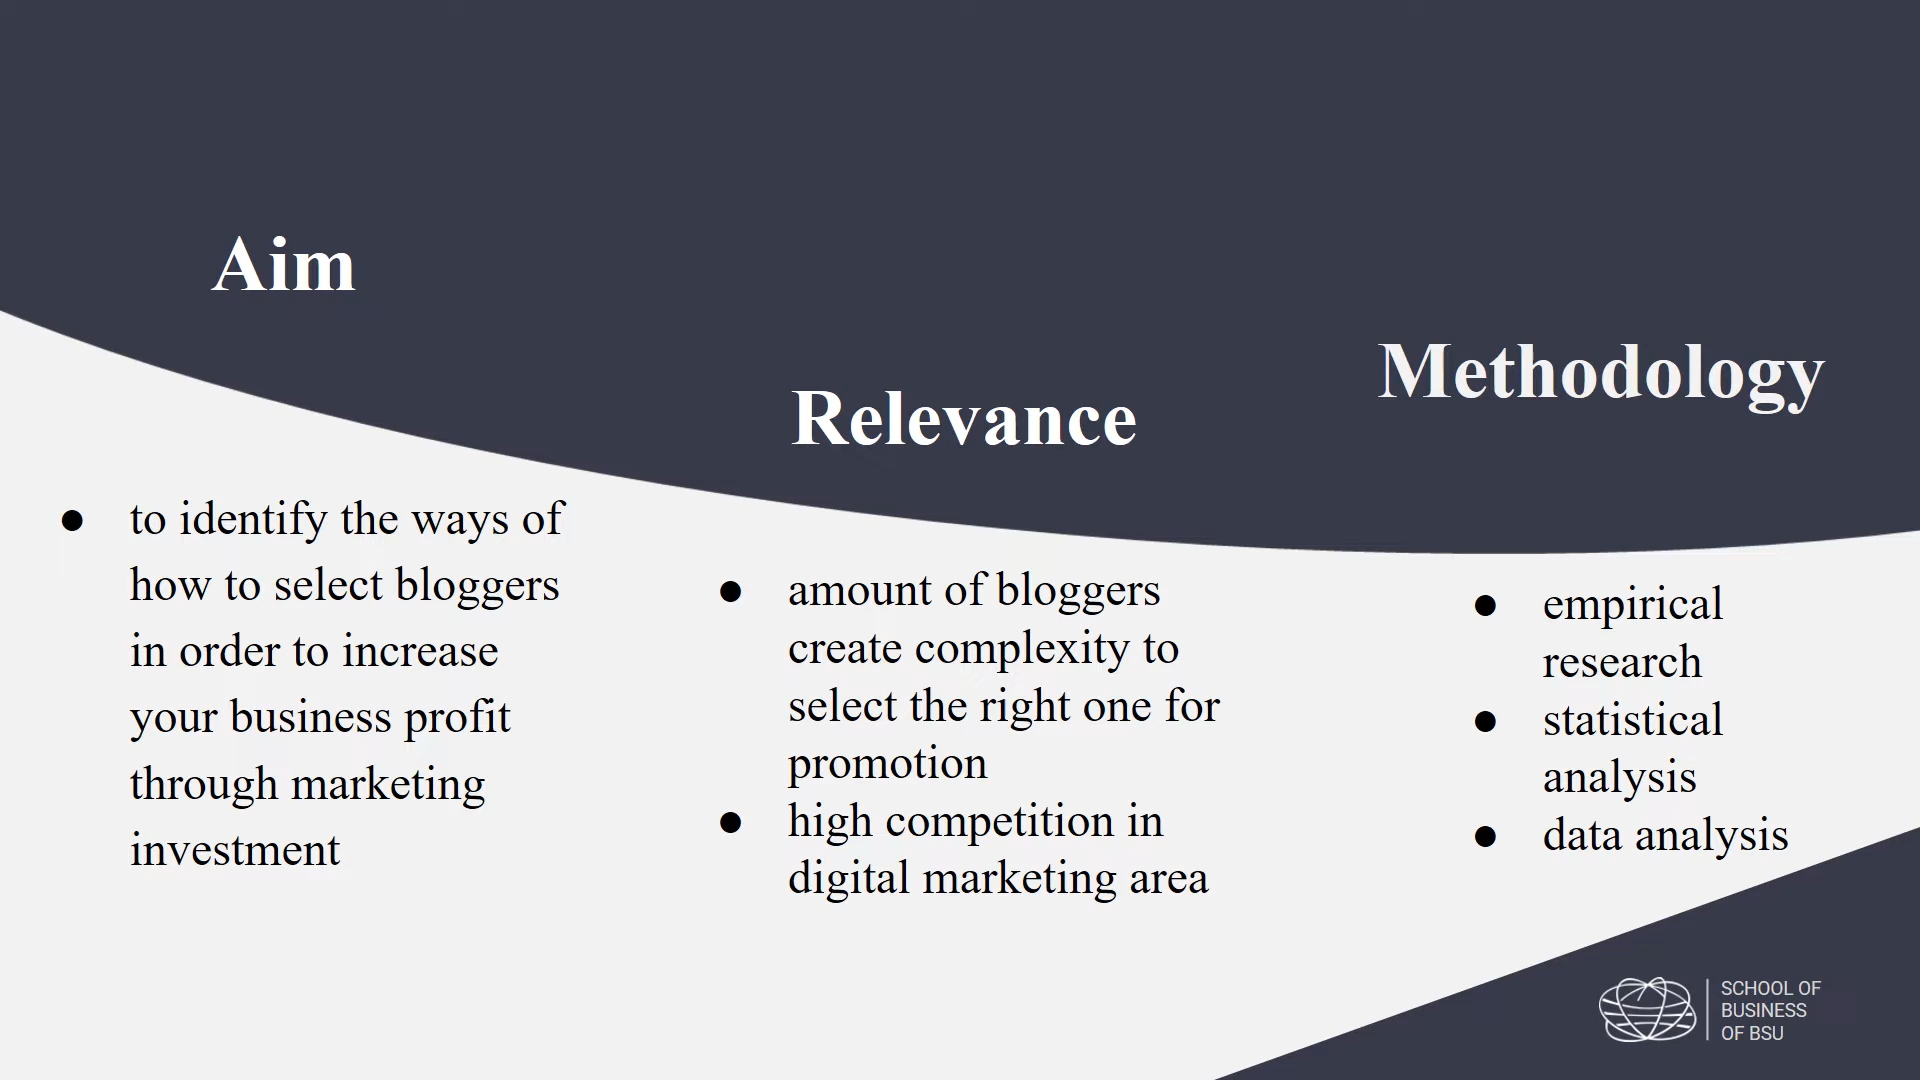 Aim
● to identify the ways of
how to select bloggers
in order to increase
your business profit
through marketing
investment
Relevance
● amount of bloggers
create complexity to
select the right one for
promotion
● high competition in
digital marketing area
Methodology
● empirical
research
● statistical
analysis
● data analysis
SCHOOL OF
BUSINESS
OF BSU